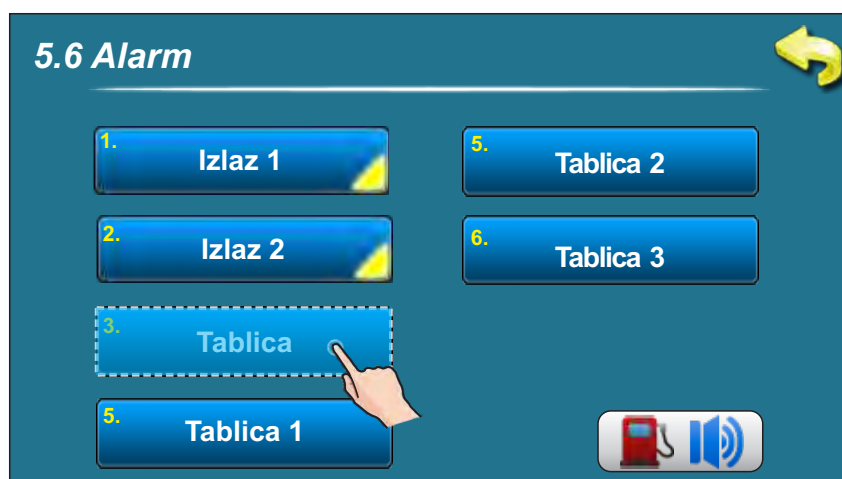 5.6 Alarm
1. Izlaz 1
2. Izlaz 2
3. Tablica
5. Tablica 1
5. Tablica 2
6. Tablica 3